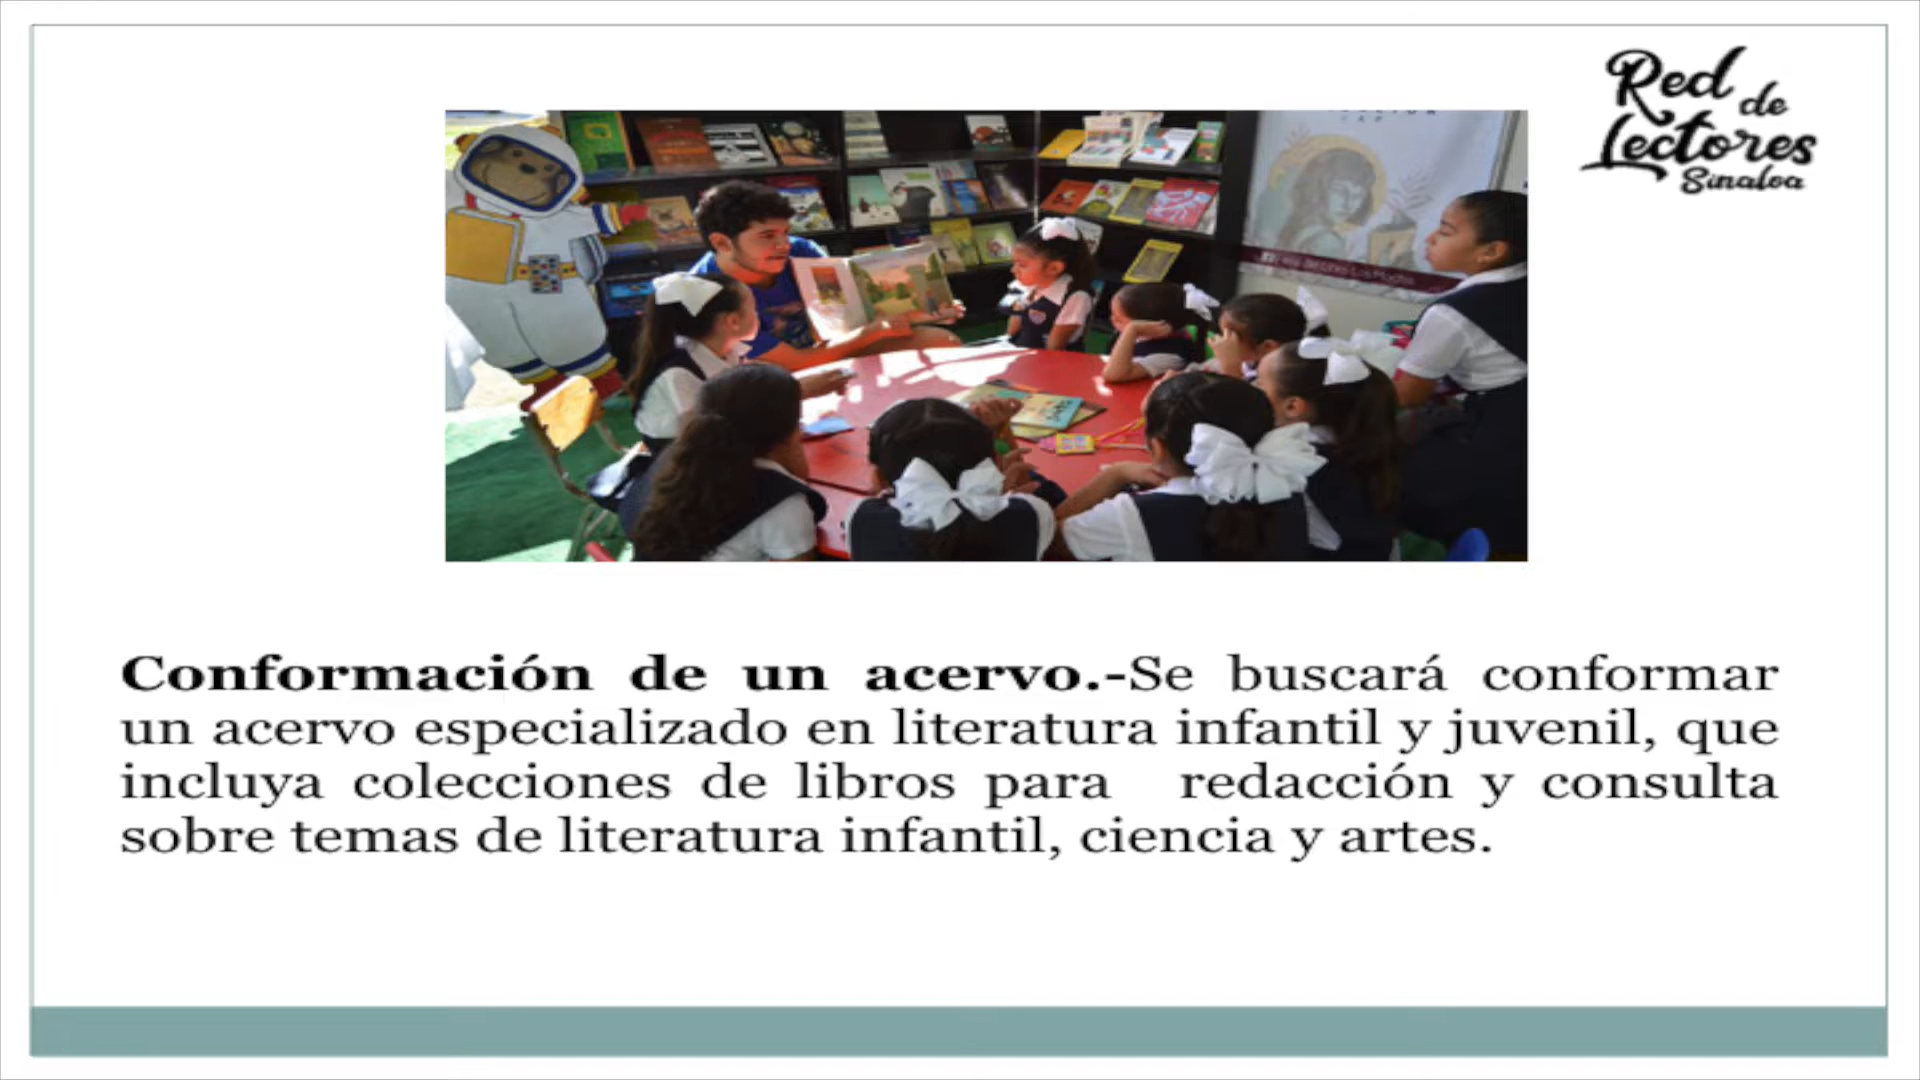 Red de
Lectores
Sinaloa
Conformación de un acervo.-Se buscará conformar
un acervo especializado en literatura infantil y juvenil, que
incluya colecciones de libros para redacción y consulta
sobre temas de literatura infantil, ciencia y artes.